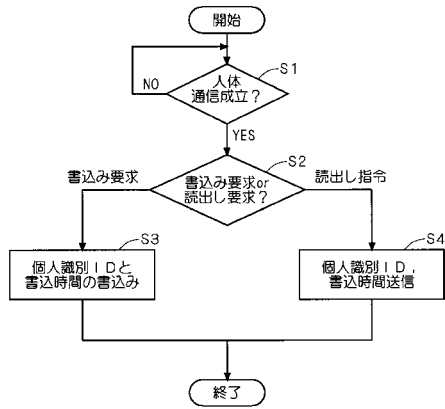 開始
S1
人体
通信成立?
NO
YES
S2
書込み要求or
読出し要求?
書込み要求
読出し指令
S3
個人識別IDと
書込時間の書込み
S4
個人識別ID,
書込時間送信
終了